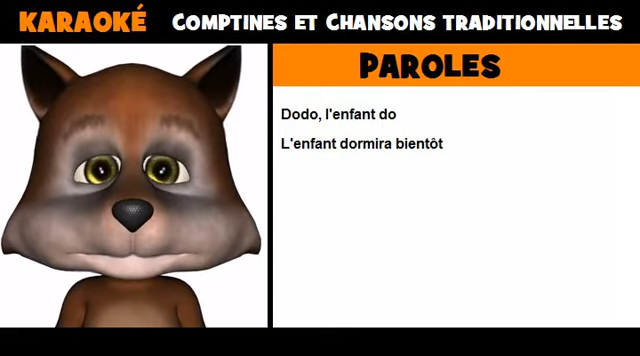 KARAOKÉ COMPTINES ET CHANSONS TRADITIONNELLES
PAROLES
Dodo, l'enfant do
L'enfant dormira bientôt